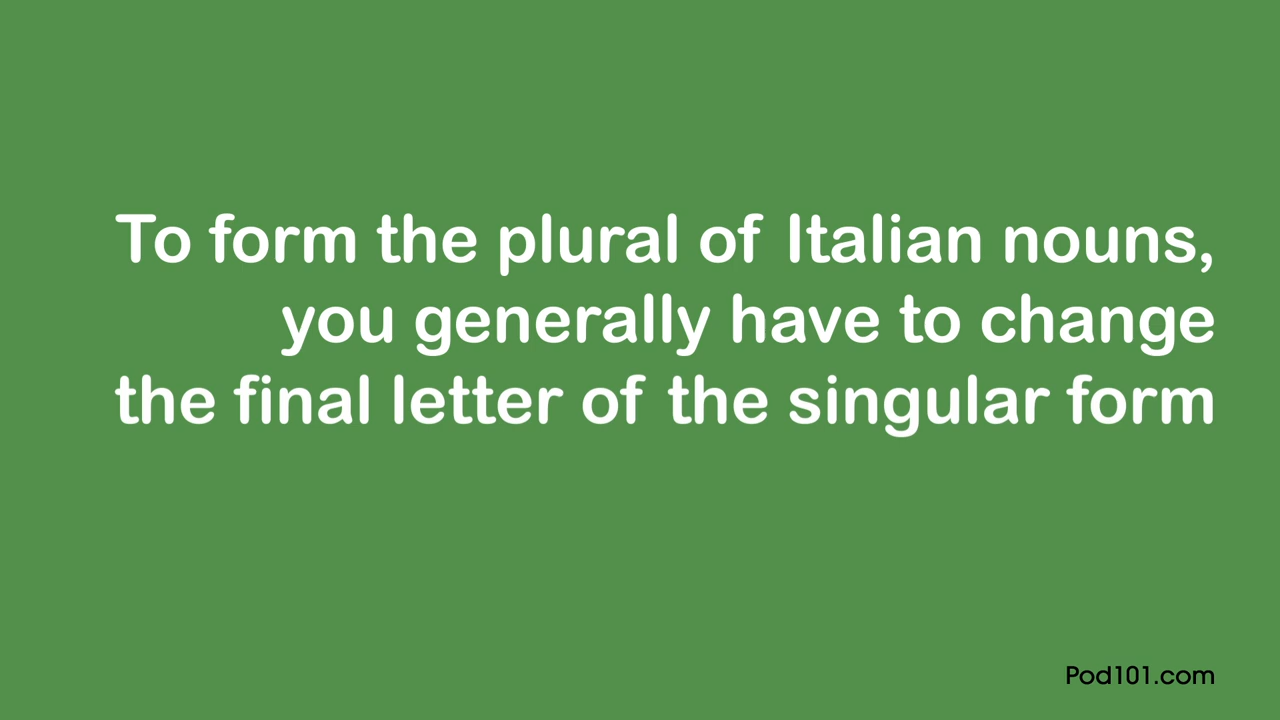 To form the plural of Italian nouns,
you generally have to change
the final letter of the singular form
Pod101.com